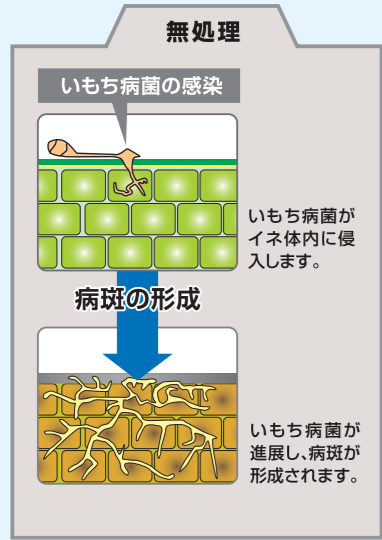 無処理
いもち病菌の感染
いもち病菌が
イネ体内に侵
入します。
病斑の形成
いもち病菌が
進展し、病斑が
形成されます。